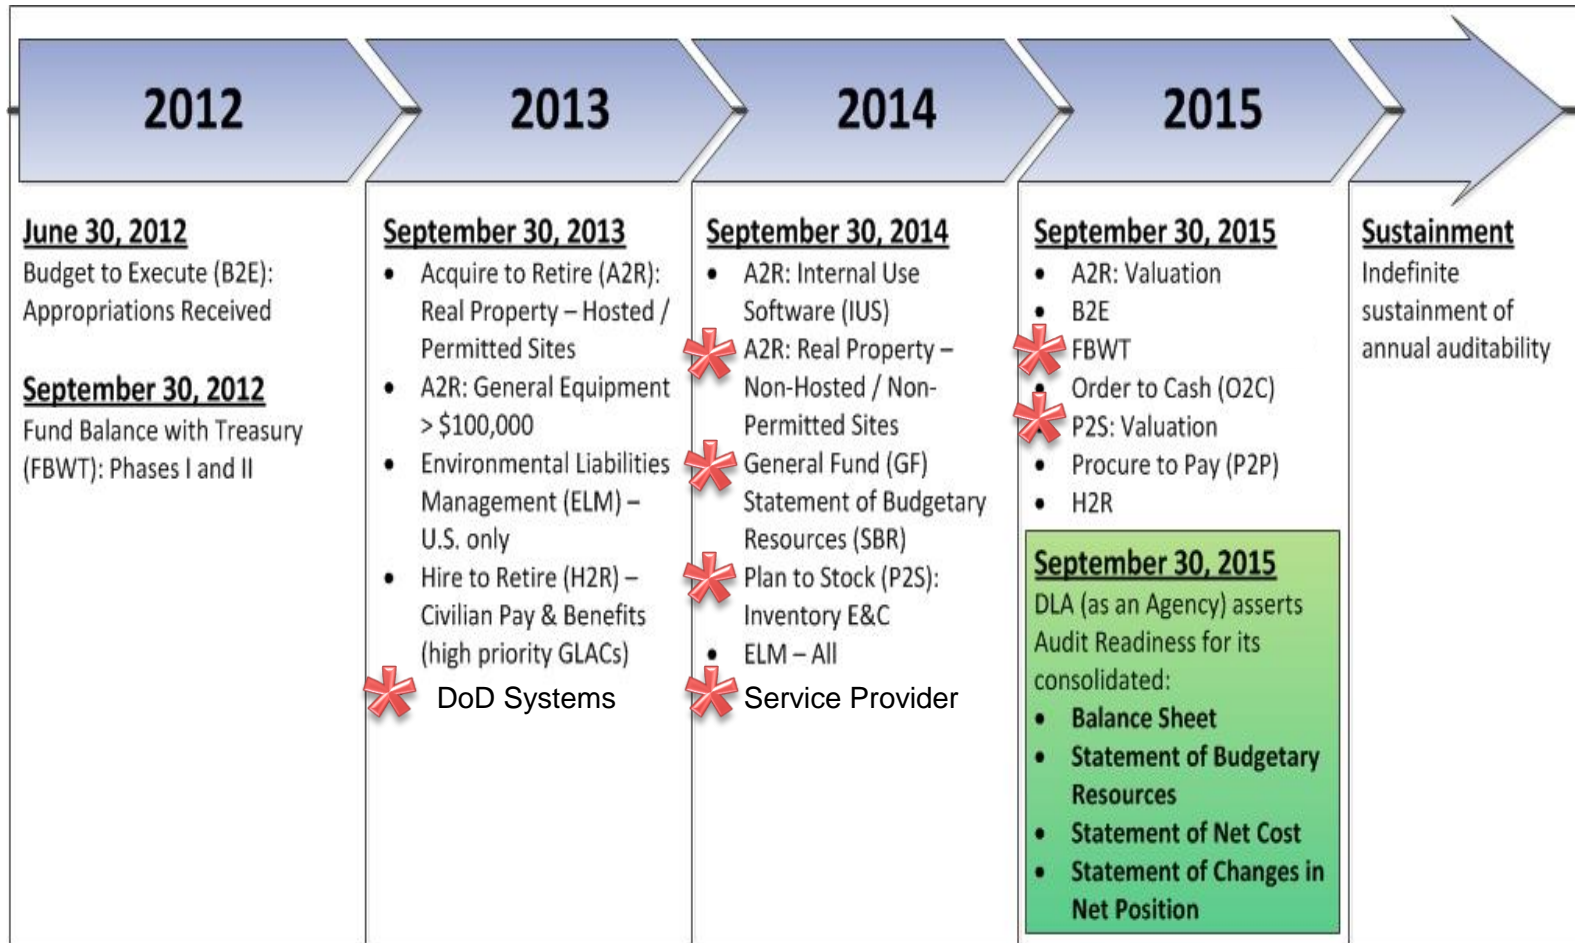 2012
2013
2014
2015
June 30, 2012
Budget to Execute (B2E):
Appropriations Received
September 30, 2012
Fund Balance with Treasury
(FBWT): Phases I and II
September 30, 2013
• Acquire to Retire (A2R):
Real Property – Hosted /
Permitted Sites
• A2R: General Equipment
> $100,000
• Environmental Liabilities
Management (ELM) –
U.S. only
• Hire to Retire (H2R) –
Civilian Pay & Benefits
(high priority GLACs)
DoD Systems
September 30, 2014
• A2R: Internal Use
Software (IUS)
A2R: Real Property –
Non-Hosted / Non-
Permitted Sites
General Fund (GF)
Statement of Budgetary
Resources (SBR)
Plan to Stock (P2S):
Inventory E&C
• ELM – All
Service Provider
September 30, 2015
• A2R: Valuation
• B2E
FBWT
• Order to Cash (O2C)
P2S: Valuation
• Procure to Pay (P2P)
• H2R
September 30, 2015
DLA (as an Agency) asserts
Audit Readiness for its
consolidated:
• Balance Sheet
• Statement of Budgetary
Resources
• Statement of Net Cost
• Statement of Changes in
Net Position
Sustainment
Indefinite
sustainment of
annual auditability